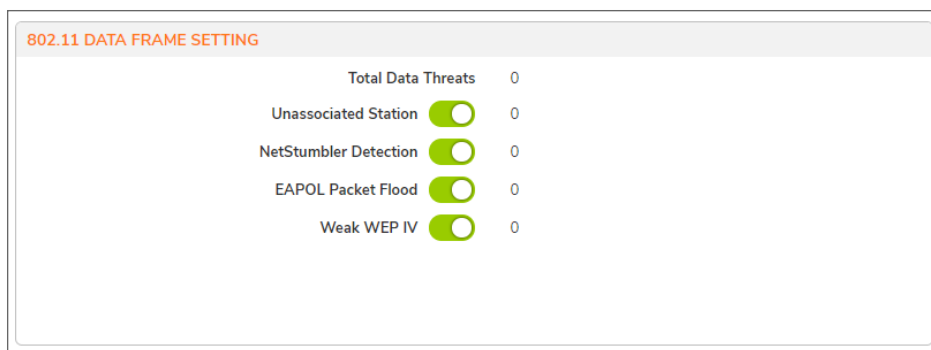 802.11 DATA FRAME SETTING
Total Data Threats 0
Unassociated Station 0
NetStumbler Detection 0
EAPOL Packet Flood 0
Weak WEP IV 0